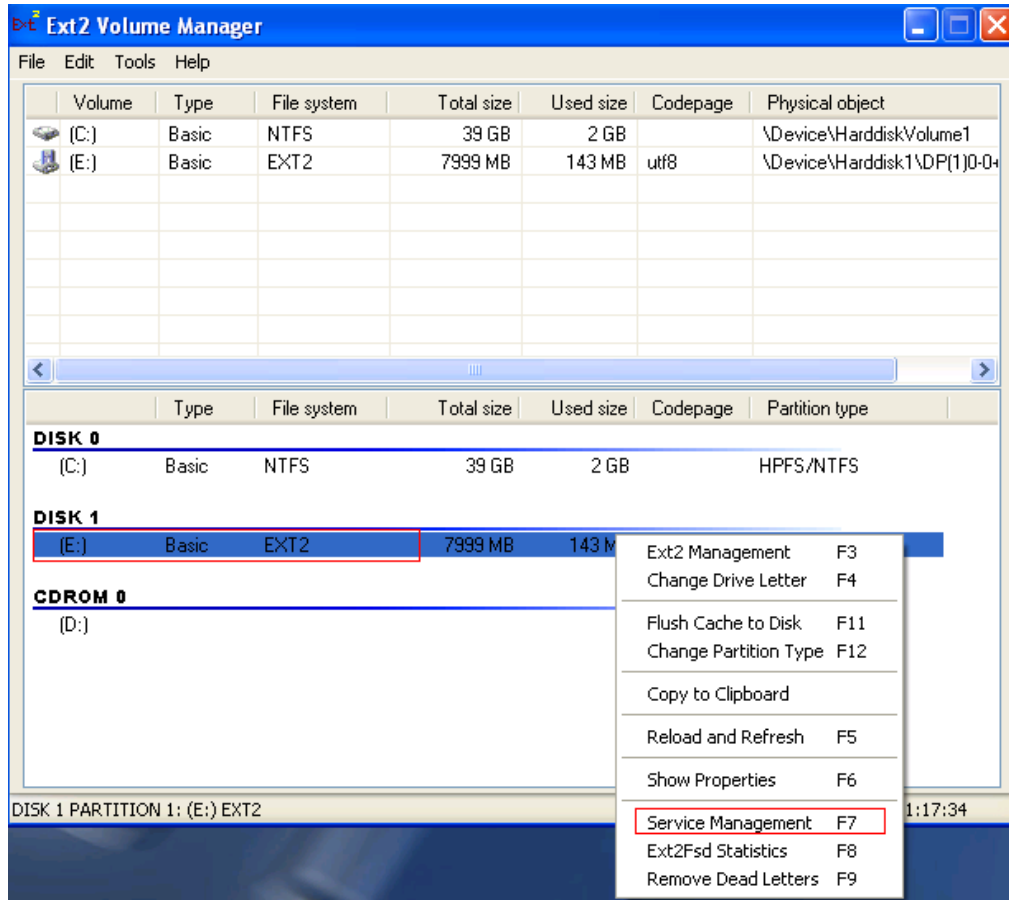 Ext2 Ext2 Volume Manager
File Edit Tools Help
Volume Type File system Total size Used size Codepage Physical object
(C:) Basic NTFS 39 GB 2 GB \Device\HarddiskVolume1
(E:) Basic EXT2 7999 MB 143 MB utf8 \Device\Harddisk1\DP(1)0-0+
Type File system Total size Used size Codepage Partition type
DISK 0
(C:) Basic NTFS 39 GB 2 GB HPFS/NTFS
DISK 1
(E:) Basic EXT2 7999 MB 143 M
CDROM 0
(D:)
Ext2 Management F3
Change Drive Letter F4
Flush Cache to Disk F11
Change Partition Type F12
Copy to Clipboard
Reload and Refresh F5
Show Properties F6
Service Management F7
Ext2Fsd Statistics F8
Remove Dead Letters F9
DISK 1 PARTITION 1: (E:) EXT2 1:17:34